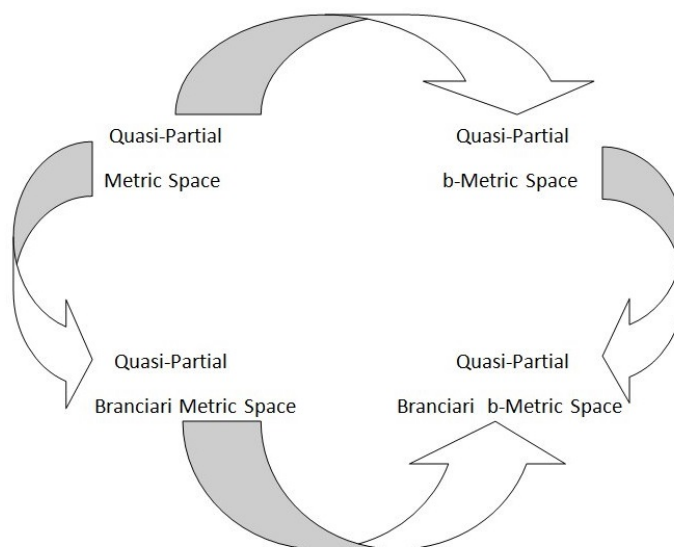 Quasi-Partial
Metric Space
Quasi-Partial
b-Metric Space
Quasi-Partial
Branciari Metric Space
Quasi-Partial
Branciari b-Metric Space